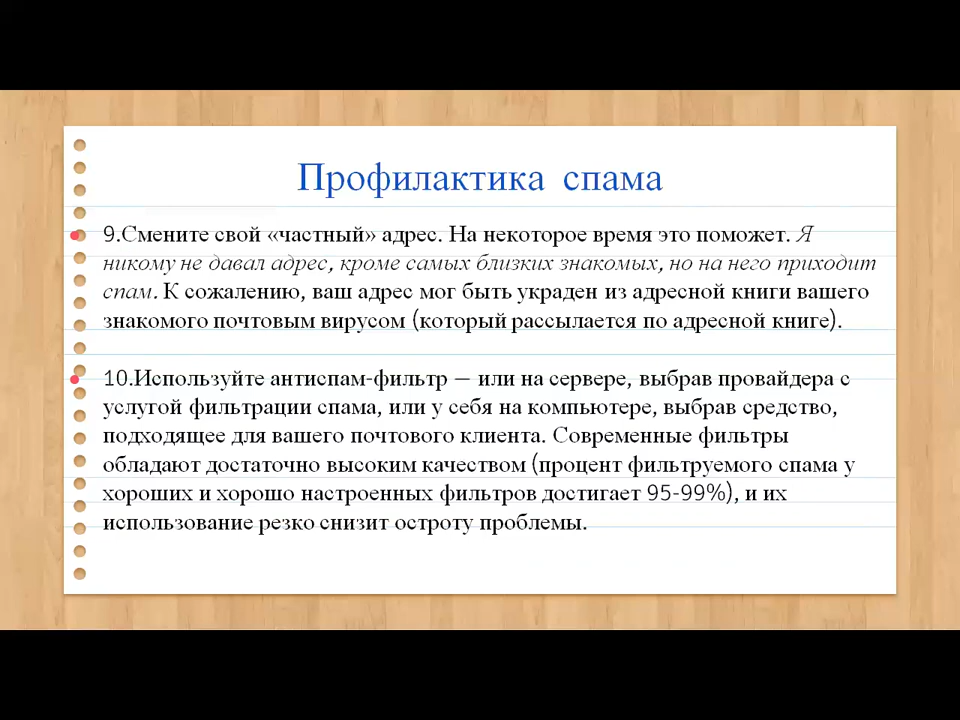 Профилактика спама
9.Смените свой «частный» адрес. На некоторое время это поможет. Я
никому не давал адрес, кроме самых близких знакомых, но на него приходит
спам. К сожалению, ваш адрес мог быть украден из адресной книги вашего
знакомого почтовым вирусом (который рассылается по адресной книге).
10.Используйте антиспам-фильтр — или на сервере, выбрав провайдера с
услугой фильтрации спама, или у себя на компьютере, выбрав средство,
подходящее для вашего почтового клиента. Современные фильтры
обладают достаточно высоким качеством (процент фильтруемого спама у
хороших и хорошо настроенных фильтров достигает 95-99%), и их
использование резко снизит остроту проблемы.